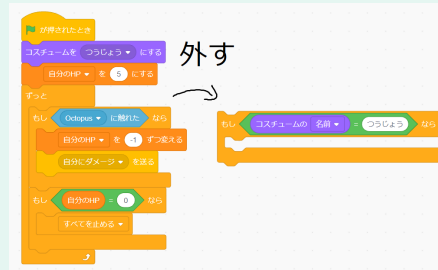 が押されたとき
コスチュームを つうじょう にする
自分のHP を 5 にする
ずっと
もし Octopus に触れた なら
自分のHP を -1 ずつ変える
自分にダメージ を送る
もし 自分のHP = 0 なら
すべてを止める
外す
もし コスチュームの 名前 = つうじょう なら